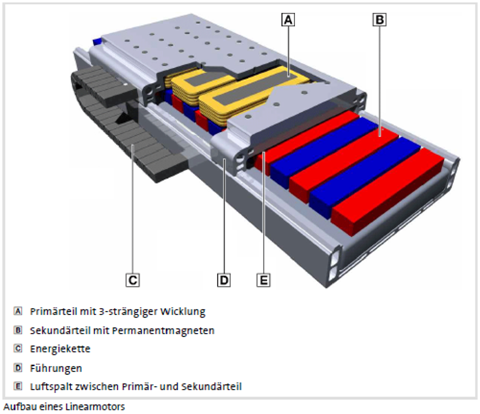 A
B
C
D
E
A Primärteil mit 3-strängiger Wicklung
B Sekundärteil mit Permanentmagneten
C Energiekette
D Führungen
E Luftspalt zwischen Primär- und Sekundärteil
Aufbau eines Linearmotors